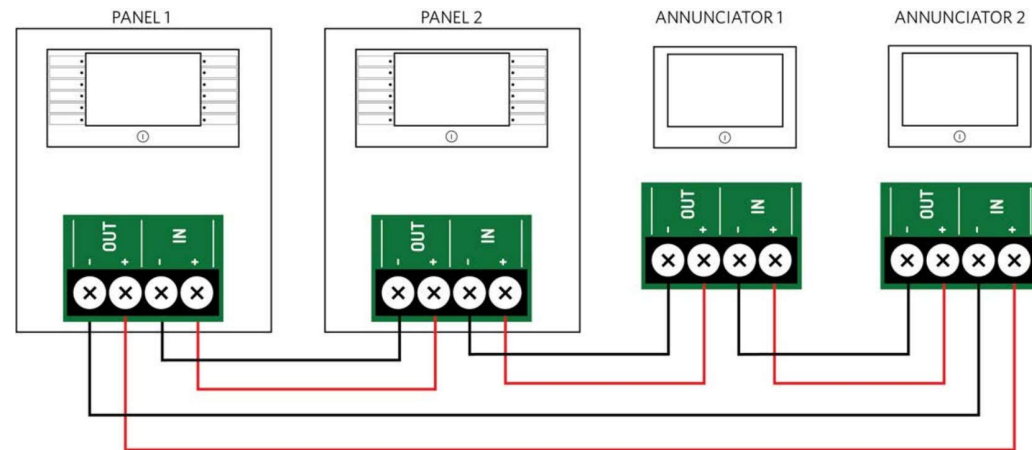 PANEL 1
PANEL 2
ANNUNCIATOR 1
ANNUNCIATOR 2
OUT
IN
- + - +
OUT
IN
- + - +
OUT
IN
- + - +
OUT
IN
- + - +